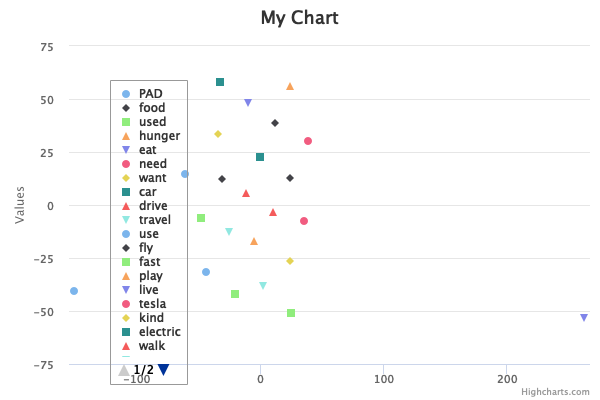 My Chart
Values
75
50
25
0
-25
-50
-75
-100
0
100
200
PAD
food
used
hunger
eat
need
want
car
drive
travel
use
fly
fast
play
live
tesla
kind
electric
walk
1/2
Highcharts.com